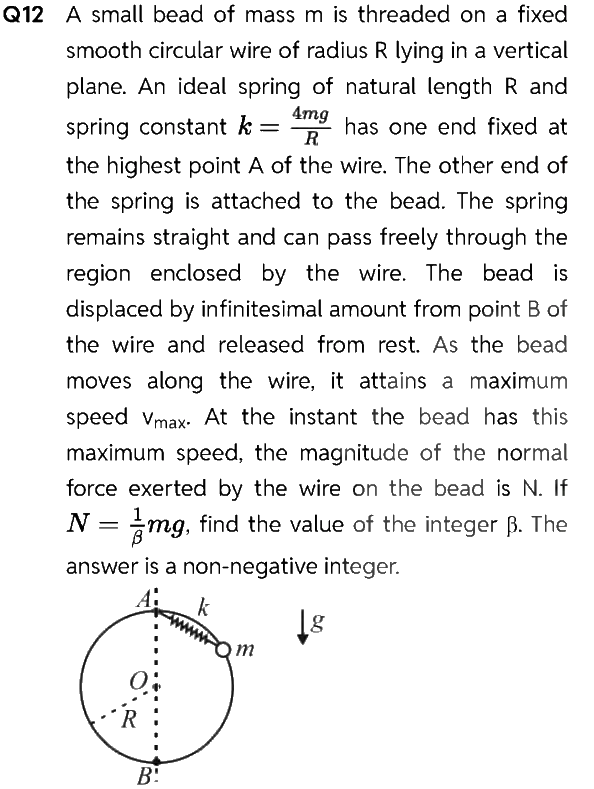 Q12 A small bead of mass m is threaded on a fixed
smooth circular wire of radius R lying in a vertical
plane. An ideal spring of natural length R and
spring constant k = 4mg/R has one end fixed at
the highest point A of the wire. The other end of
the spring is attached to the bead. The spring
remains straight and can pass freely through the
region enclosed by the wire. The bead is
displaced by infinitesimal amount from point B of
the wire and released from rest. As the bead
moves along the wire, it attains a maximum
speed vmax. At the instant the bead has this
maximum speed, the magnitude of the normal
force exerted by the wire on the bead is N. If
N = 1/β mg, find the value of the integer β. The
answer is a non-negative integer.
A
k
g
m
O
R
B